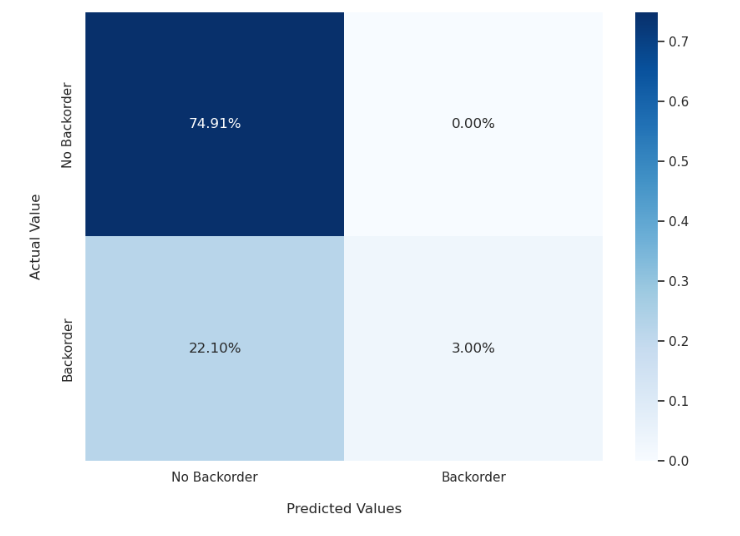 Actual Value
No Backorder
Backorder
74.91%
0.00%
22.10%
3.00%
No Backorder
Backorder
Predicted Values
0.7
0.6
0.5
0.4
0.3
0.2
0.1
0.0